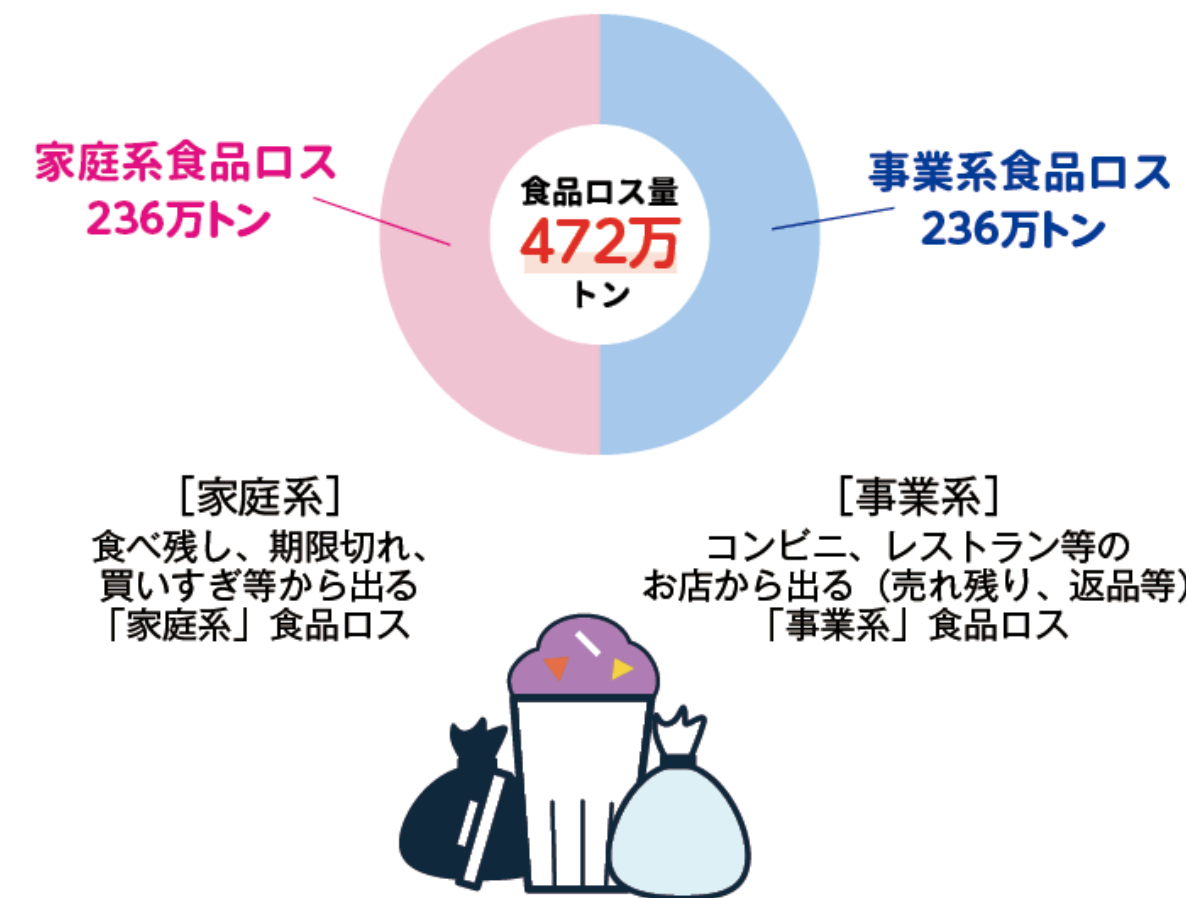 家庭系食品ロス
236万トン
食品ロス量
472万
トン
事業系食品ロス
236万トン
［家庭系］
食べ残し、期限切れ、
買いすぎ等から出る
「家庭系」食品ロス
［事業系］
コンビニ、レストラン等の
お店から出る（売れ残り、返品等）
「事業系」食品ロス